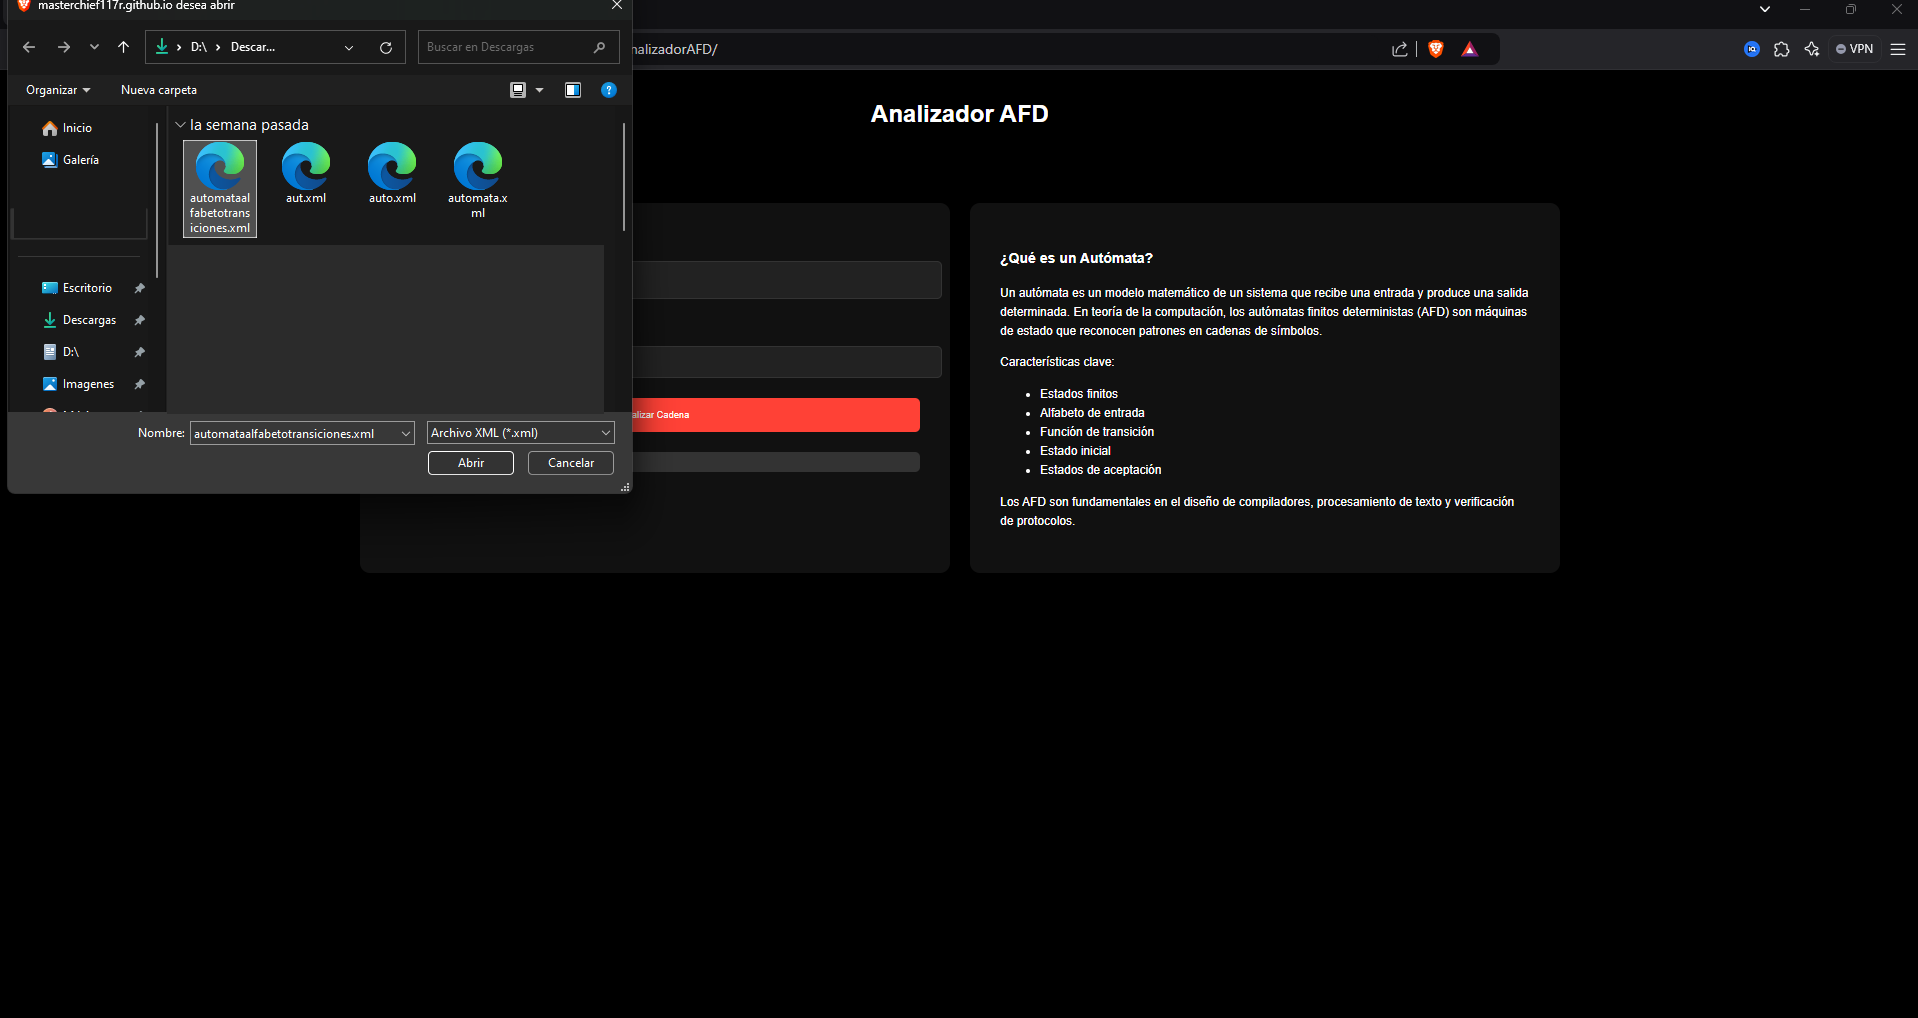 masterchief117r.github.io desea abrir
D:\ Descar...
Buscar en Descargas
nalizadorAFD/
VPN
Organizar
Nueva carpeta
Inicio
Galería
Escritorio
Descargas
D:\
Imagenes
la semana pasada
automataal
fabetotrans
iciones.xml
aut.xml
auto.xml
automata.x
ml
Nombre:
automataalfabetotransiciones.xml
Archivo XML (*.xml)
Abrir
Cancelar
Analizador AFD
alizar Cadena
¿Qué es un Autómata?
Un autómata es un modelo matemático de un sistema que recibe una entrada y produce una salida
determinada. En teoría de la computación, los autómatas finitos deterministas (AFD) son máquinas
de estado que reconocen patrones en cadenas de símbolos.
Características clave:
Estados finitos
Alfabeto de entrada
Función de transición
Estado inicial
Estados de aceptación
Los AFD son fundamentales en el diseño de compiladores, procesamiento de texto y verificación
de protocolos.